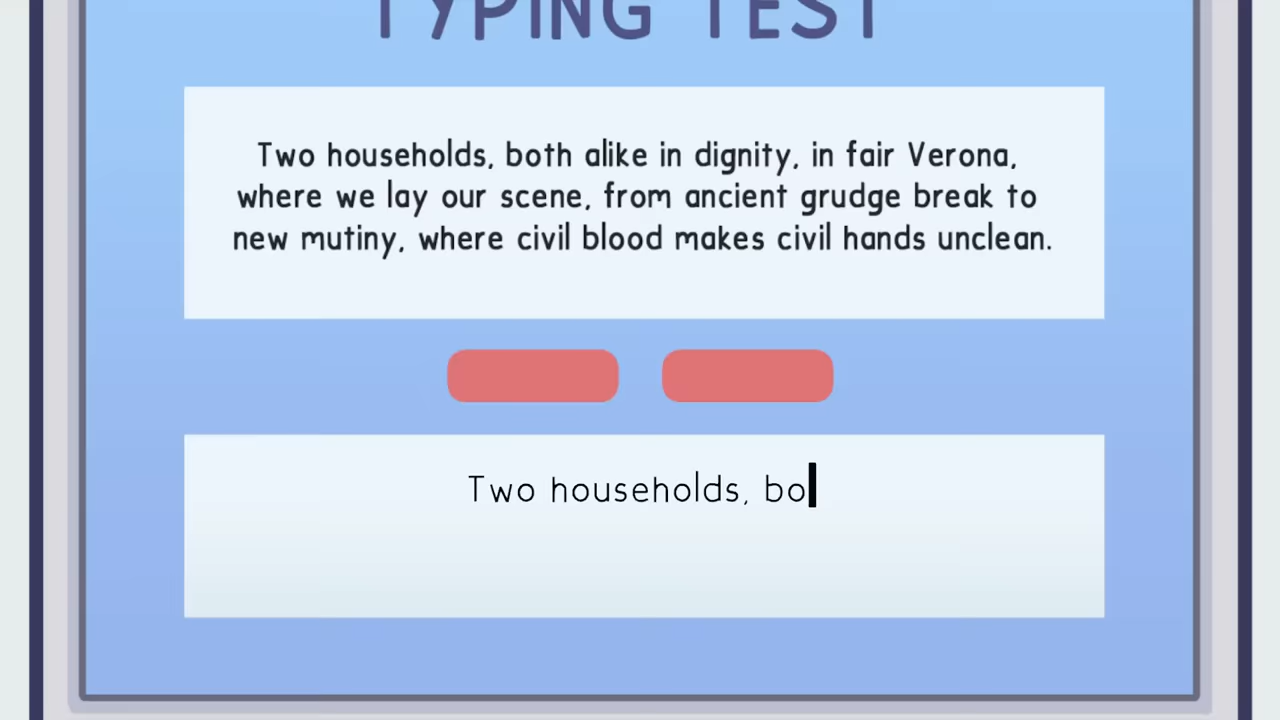 TYPING TEST
Two households, both alike in dignity, in fair Verona,
where we lay our scene, from ancient grudge break to
new mutiny, where civil blood makes civil hands unclean.
Two households, bo